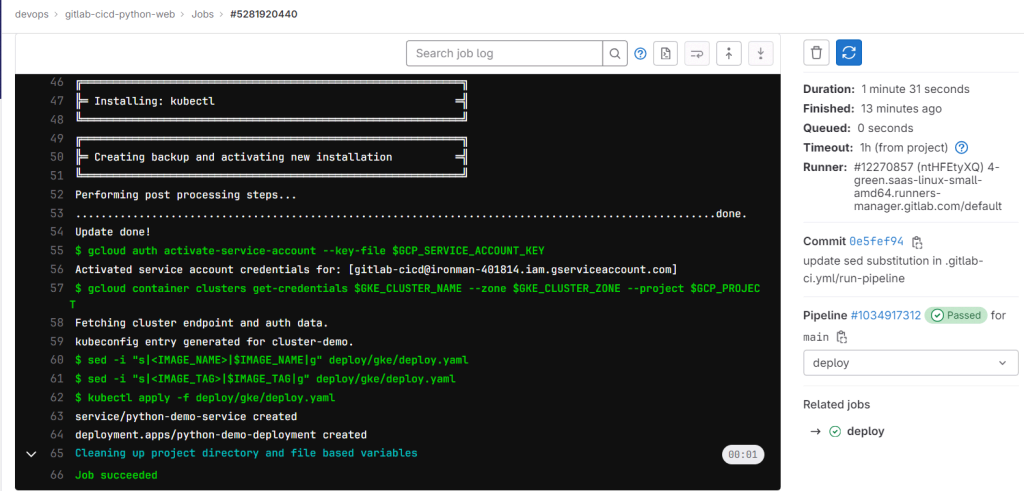 devops > gitlab-cicd-python-web > Jobs > #5281920440
Search job log
46
47 Installing: kubectl
48
49
50 Creating backup and activating new installation
51
52 Performing post processing steps...
53 .....................................................................................................done.
54 Update done!
55 $ gcloud auth activate-service-account --key-file $GCP_SERVICE_ACCOUNT_KEY
56 Activated service account credentials for: [gitlab-cicd@ironman-401814.iam.gserviceaccount.com]
57 $ gcloud container clusters get-credentials $GKE_CLUSTER_NAME --zone $GKE_CLUSTER_ZONE --project $GCP_PROJEC
T
58 Fetching cluster endpoint and auth data.
59 kubeconfig entry generated for cluster-demo.
60 $ sed -i "s|<IMAGE_NAME>|$IMAGE_NAME|g" deploy/gke/deploy.yaml
61 $ sed -i "s|<IMAGE_TAG>|$IMAGE_TAG|g" deploy/gke/deploy.yaml
62 $ kubectl apply -f deploy/gke/deploy.yaml
63 service/python-demo-service created
64 deployment.apps/python-demo-deployment created
65 Cleaning up project directory and file based variables 00:01
66 Job succeeded
Duration: 1 minute 31 seconds
Finished: 13 minutes ago
Queued: 0 seconds
Timeout: 1h (from project)
Runner: #12270857 (ntHFEtyXQ) 4-
green.saas-linux-small-
amd64.runners-
manager.gitlab.com/default
Commit 0e5fef94
update sed substitution in .gitlab-
ci.yml/run-pipeline
Pipeline #1034917312 Passed for
main
deploy
Related jobs
→ deploy